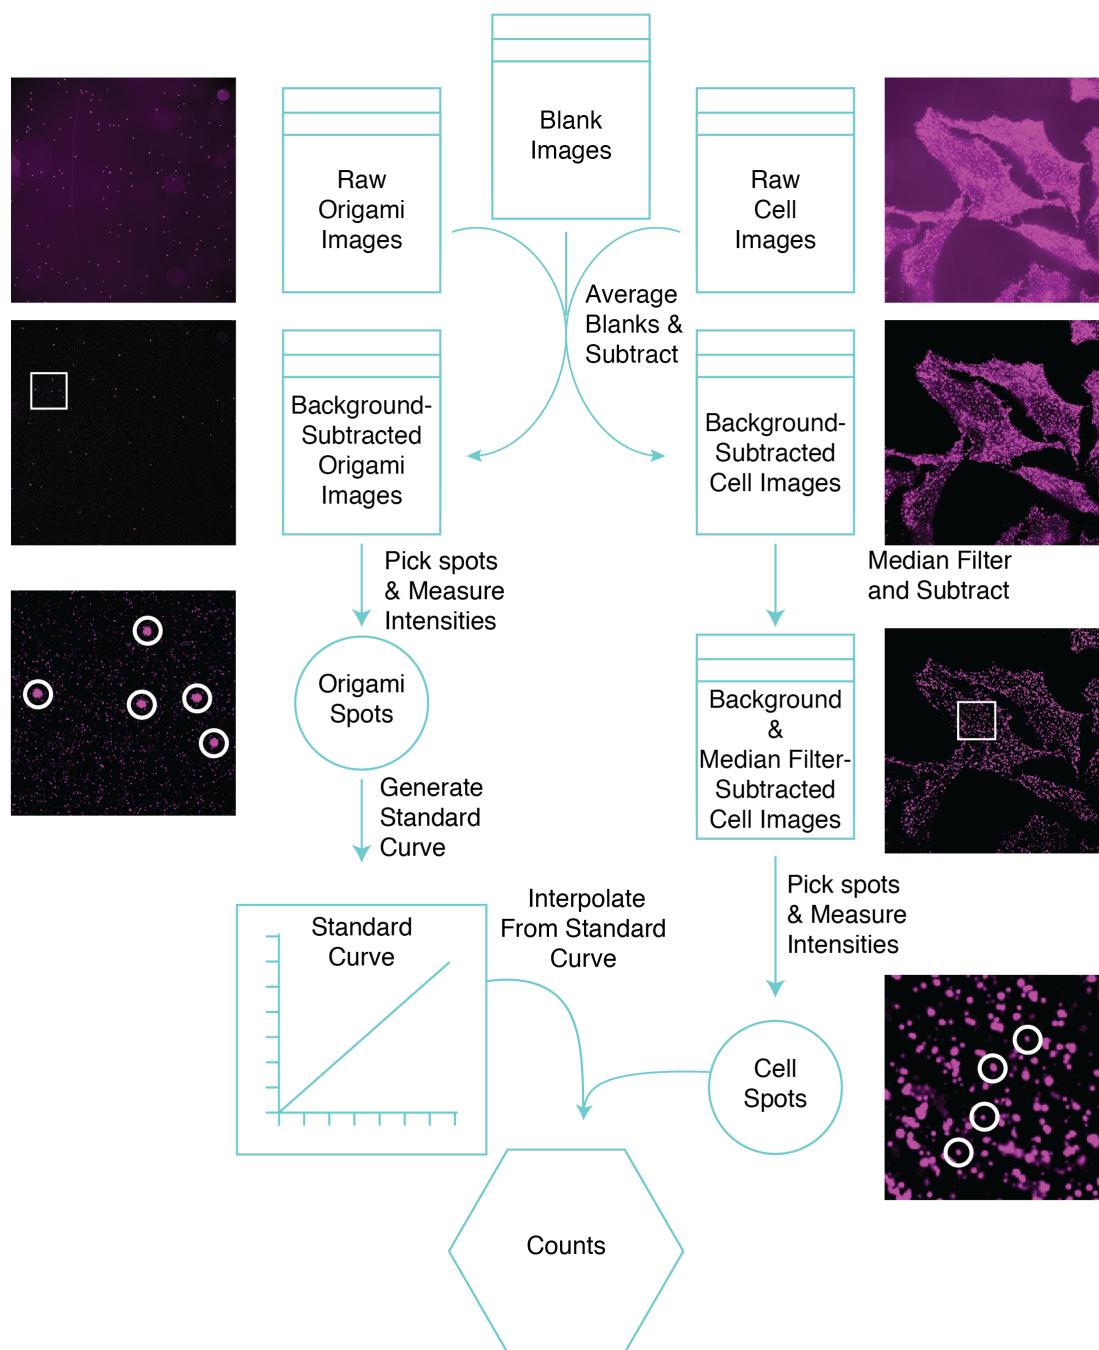 Blank
Images
Raw
Origami
Images
Raw
Cell
Images
Average
Blanks &
Subtract
Background-
Subtracted
Origami
Images
Background-
Subtracted
Cell Images
Pick spots
& Measure
Intensities
Median Filter
and Subtract
Origami
Spots
Background
&
Median Filter-
Subtracted
Cell Images
Generate
Standard
Curve
Pick spots
& Measure
Intensities
Standard
Curve
Interpolate
From Standard
Curve
Cell
Spots
Counts